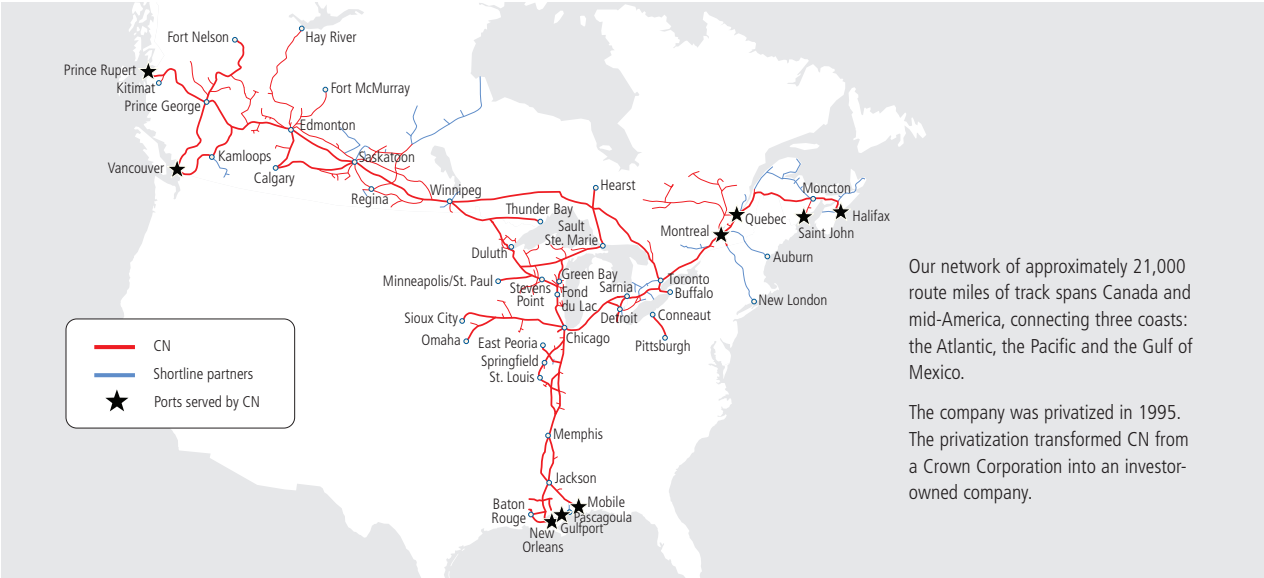 Fort Nelson
Hay River
Prince Rupert
Kitimat
Fort McMurray
Prince George
Edmonton
Kamloops
Saskatoon
Vancouver
Calgary
Regina
Winnipeg
Hearst
Moncton
Thunder Bay
Sault
Ste. Marie
Quebec
Halifax
Montreal
Saint John
Duluth
Auburn
Minneapolis/St. Paul
Green Bay
Stevens
Point
Fond
du Lac
Sarnia
Toronto
Buffalo
New London
Sioux City
Detroit
Conneaut
Omaha
Chicago
East Peoria
Pittsburgh
Springfield
St. Louis
Memphis
Jackson
Baton
Rouge
Mobile
Pascagoula
Gulfport
New
Orleans
CN
Shortline partners
Ports served by CN
Our network of approximately 21,000
route miles of track spans Canada and
mid-America, connecting three coasts:
the Atlantic, the Pacific and the Gulf of
Mexico.
The company was privatized in 1995.
The privatization transformed CN from
a Crown Corporation into an investor-
owned company.